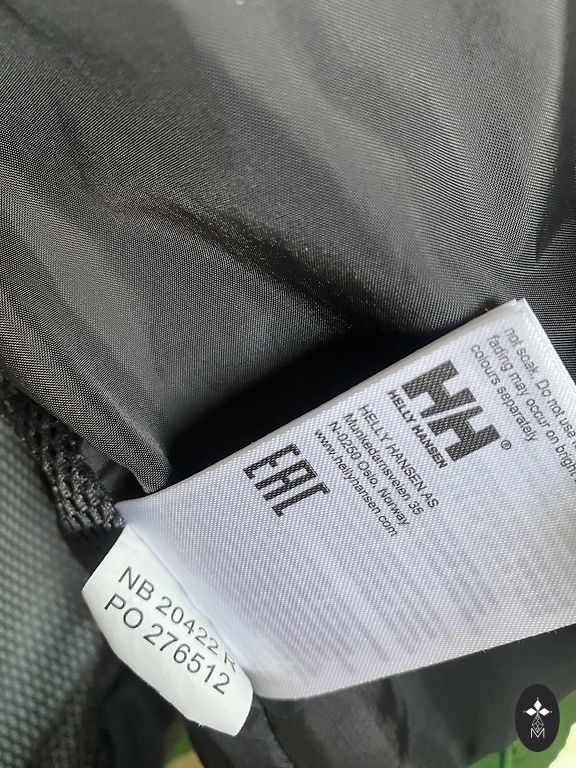 not soak. Do not use
fading may occur on brigh
colours separately
HH®
HELLY HANSEN
HELLY HANSEN AS
Munkedamsveien 35
N-0250 Oslo, Norway
www.hellyhansen.com
EAC
NB 20422 R
PO 276512
M